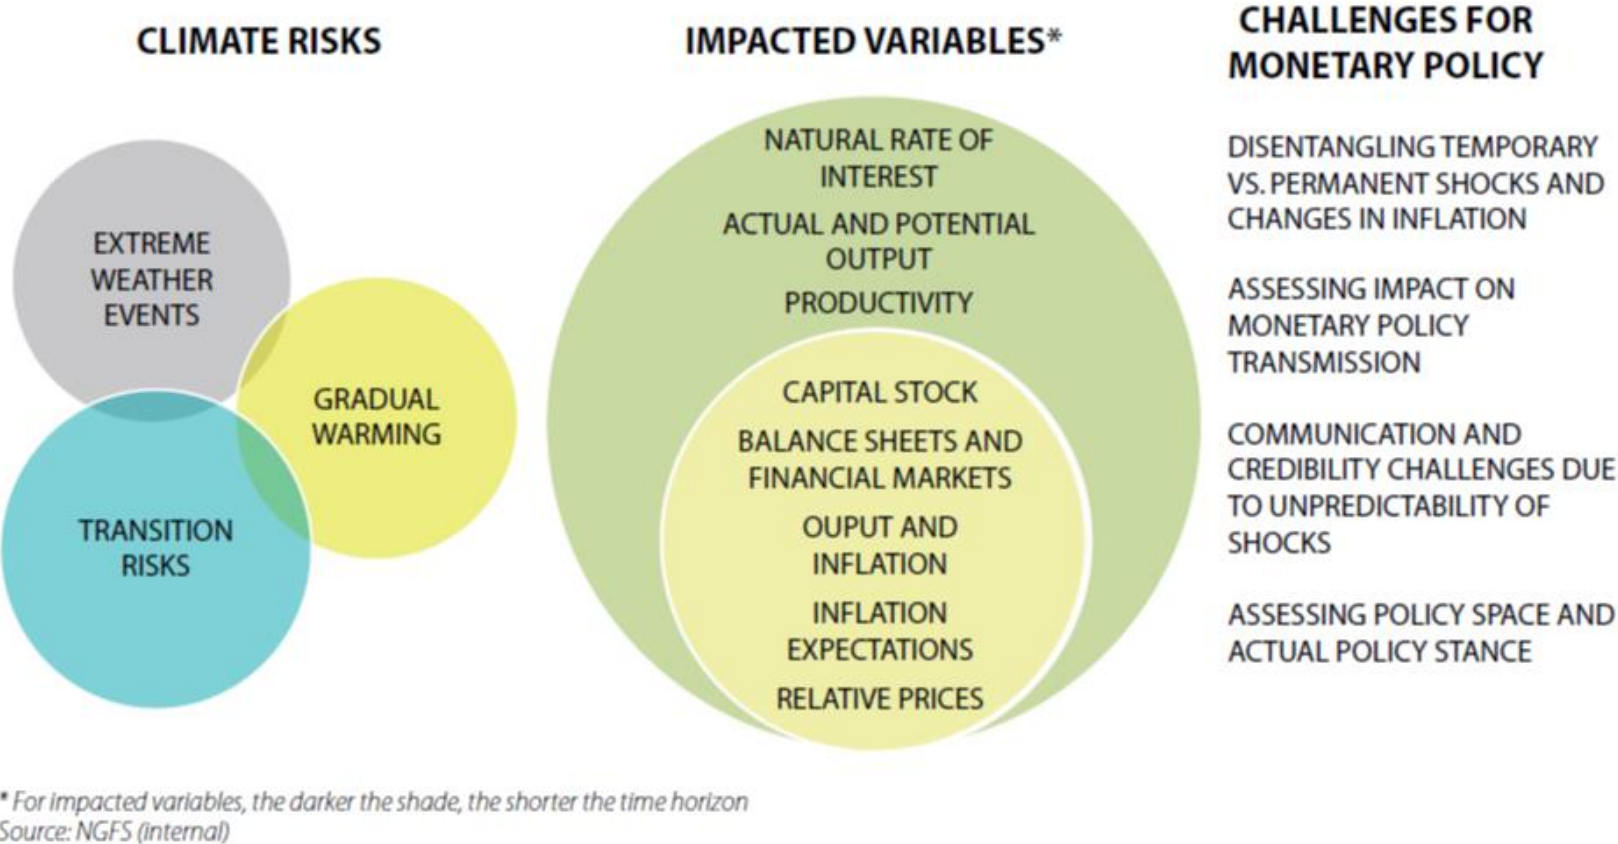 CLIMATE RISKS
EXTREME
WEATHER
EVENTS
GRADUAL
WARMING
TRANSITION
RISKS
IMPACTED VARIABLES*
NATURAL RATE OF
INTEREST
ACTUAL AND POTENTIAL
OUTPUT
PRODUCTIVITY
CAPITAL STOCK
BALANCE SHEETS AND
FINANCIAL MARKETS
OUPUT AND
INFLATION
INFLATION
EXPECTATIONS
RELATIVE PRICES
CHALLENGES FOR
MONETARY POLICY
DISENTANGLING TEMPORARY
VS. PERMANENT SHOCKS AND
CHANGES IN INFLATION
ASSESSING IMPACT ON
MONETARY POLICY
TRANSMISSION
COMMUNICATION AND
CREDIBILITY CHALLENGES DUE
TO UNPREDICTABILITY OF
SHOCKS
ASSESSING POLICY SPACE AND
ACTUAL POLICY STANCE
* For impacted variables, the darker the shade, the shorter the time horizon
Source: NGFS (internal)